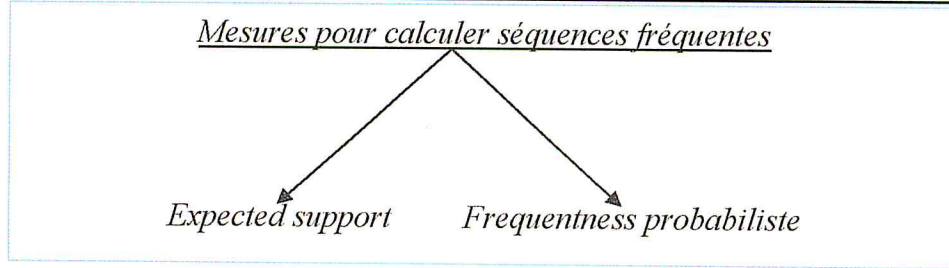 Mesures pour calculer séquences fréquentes
Expected support
Frequentness probabiliste